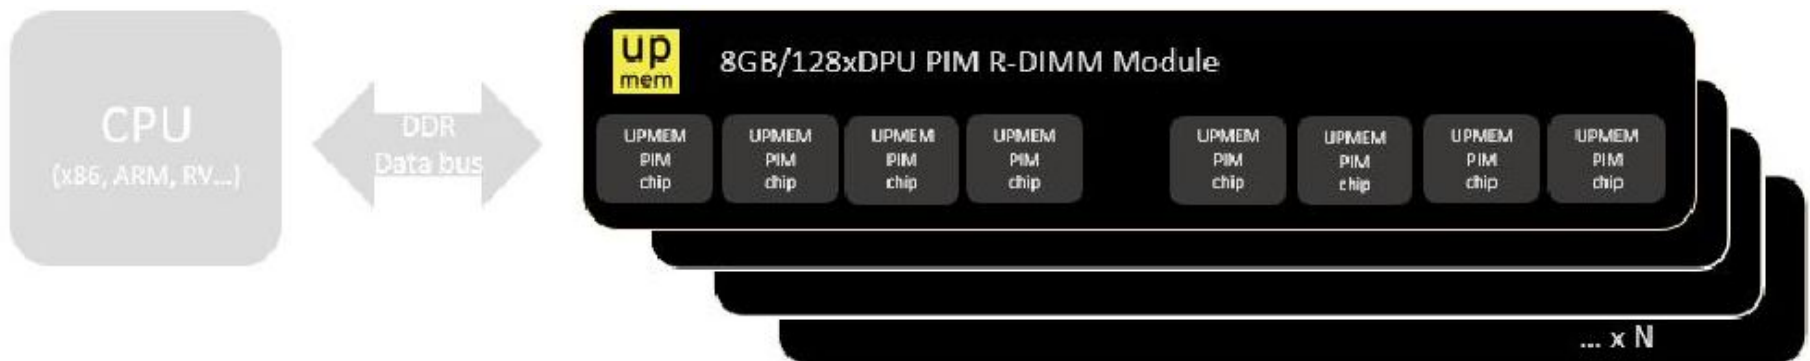 CPU
(x86, ARM, RV...)
DDR
Data bus
up
mem
8GB/128xDPU PIM R-DIMM Module
UPMEM
PIM
chip
UPMEM
PIM
chip
UPMEM
PIM
chip
UPMEM
PIM
chip
UPMEM
PIM
chip
UPMEM
PIM
chip
UPMEM
PIM
chip
UPMEM
PIM
chip
... x N